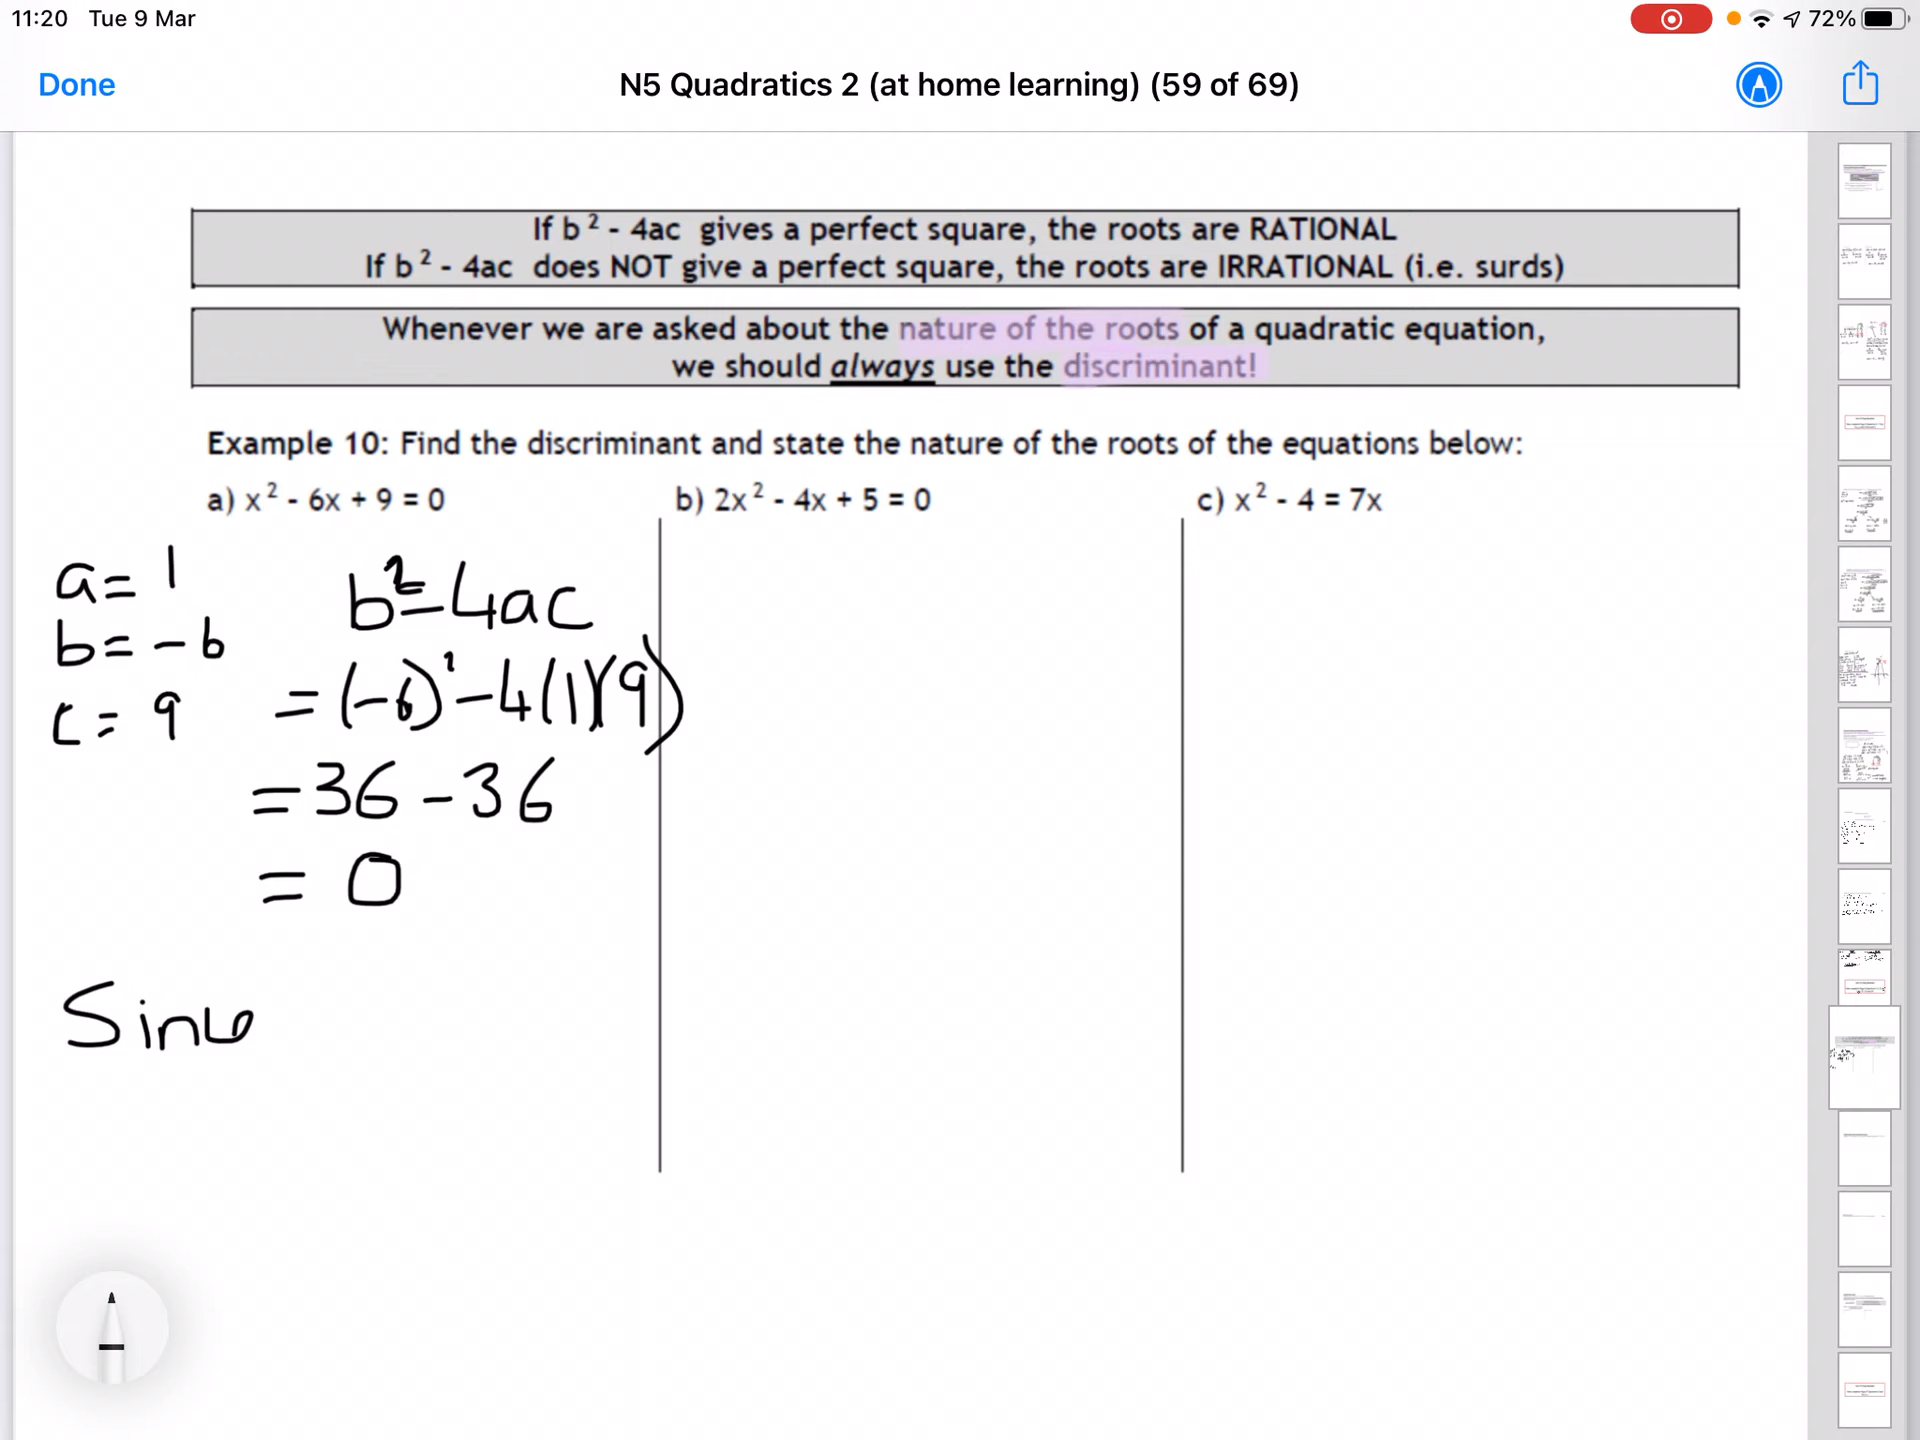 11:20 Tue 9 Mar
72%
Done
N5 Quadratics 2 (at home learning) (59 of 69)
If b² - 4ac gives a perfect square, the roots are RATIONAL
If b² - 4ac does NOT give a perfect square, the roots are IRRATIONAL (i.e. surds)
Whenever we are asked about the nature of the roots of a quadratic equation,
we should always use the discriminant!
Example 10: Find the discriminant and state the nature of the roots of the equations below:
a) x² - 6x + 9 = 0
b) 2x² - 4x + 5 = 0
c) x² - 4 = 7x
a = 1
b = -6
c = 9
b² - 4ac
= (-6)² - 4(1)(9)
= 36 - 36
= 0
Since